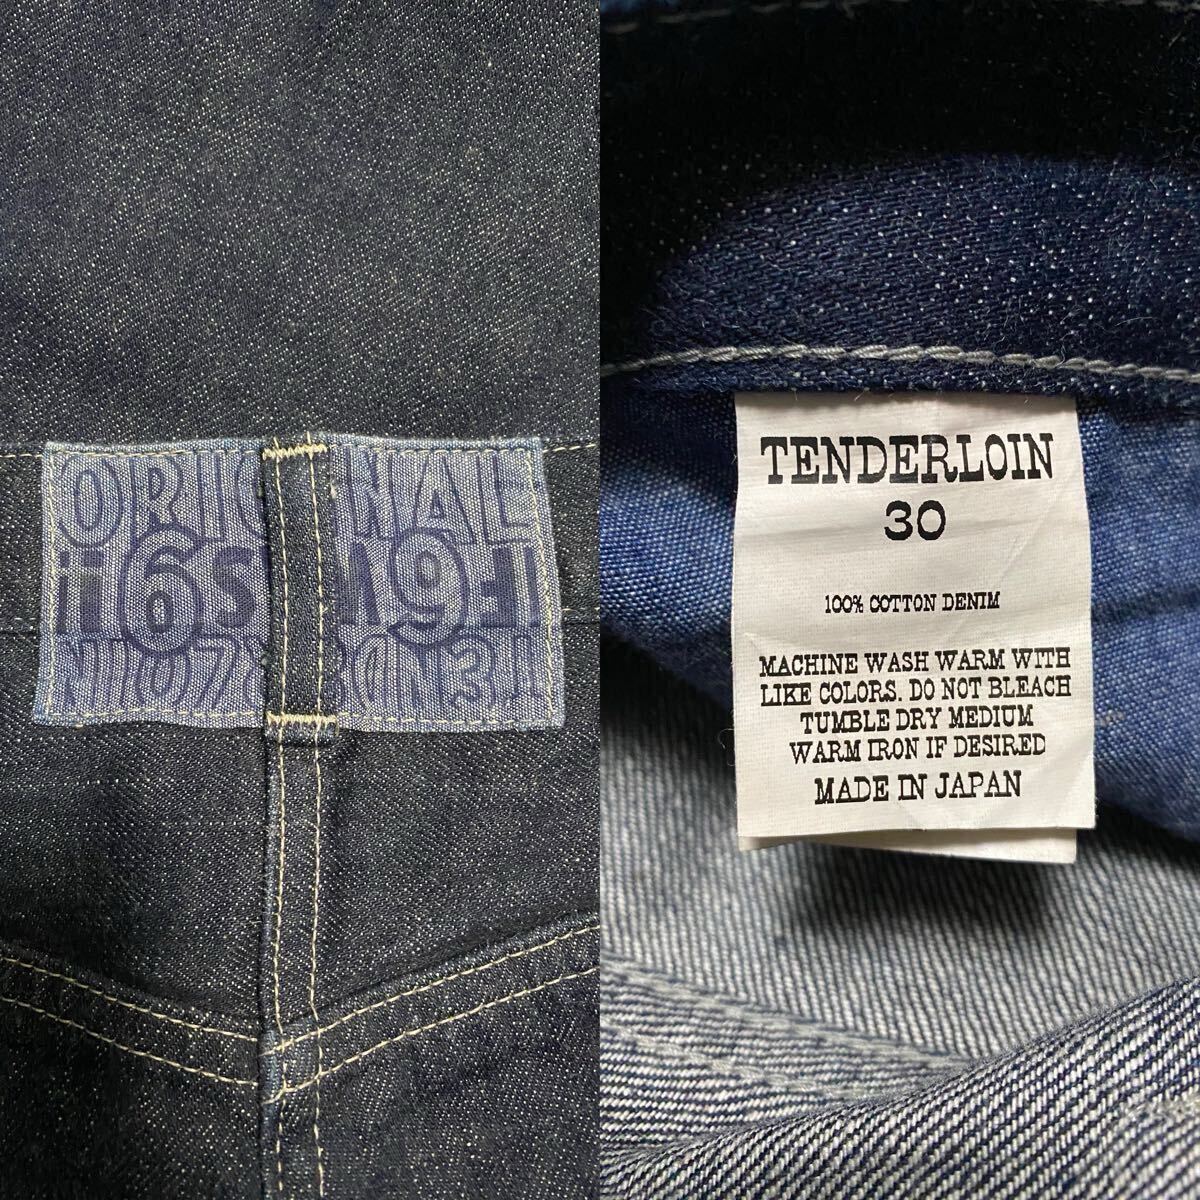 ORIGINAL
TENDERLOIN
30
100% COTTON DENIM
MACHINE WASH WARM WITH
LIKE COLORS. DO NOT BLEACH
TUMBLE DRY MEDIUM
WARM IRON IF DESIRED
MADE IN JAPAN